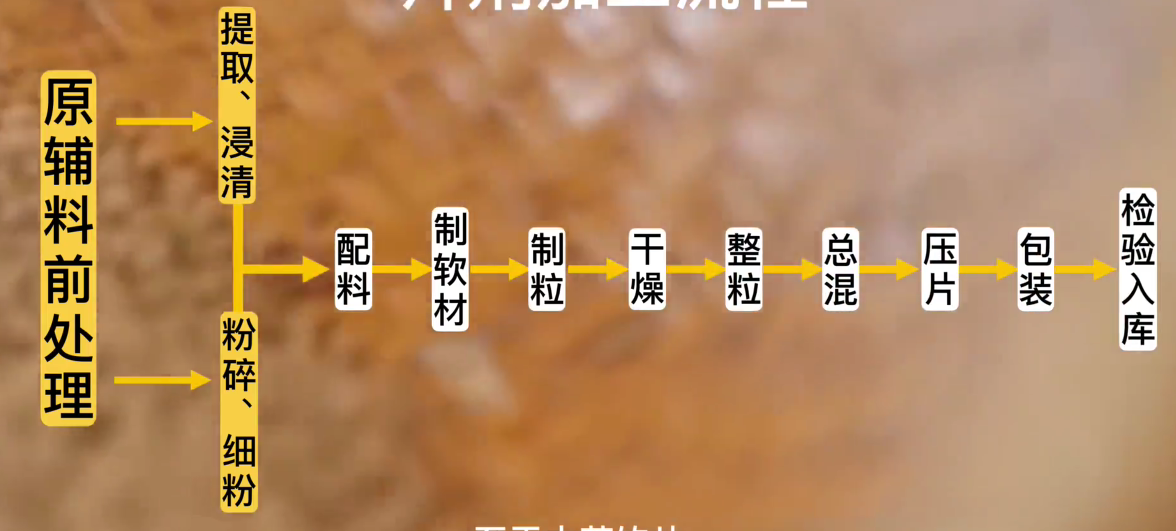 原辅料前处理
提取、浸清
粉碎、细粉
配料
制软材
制粒
干燥
整粒
总混
压片
包装
检验入库